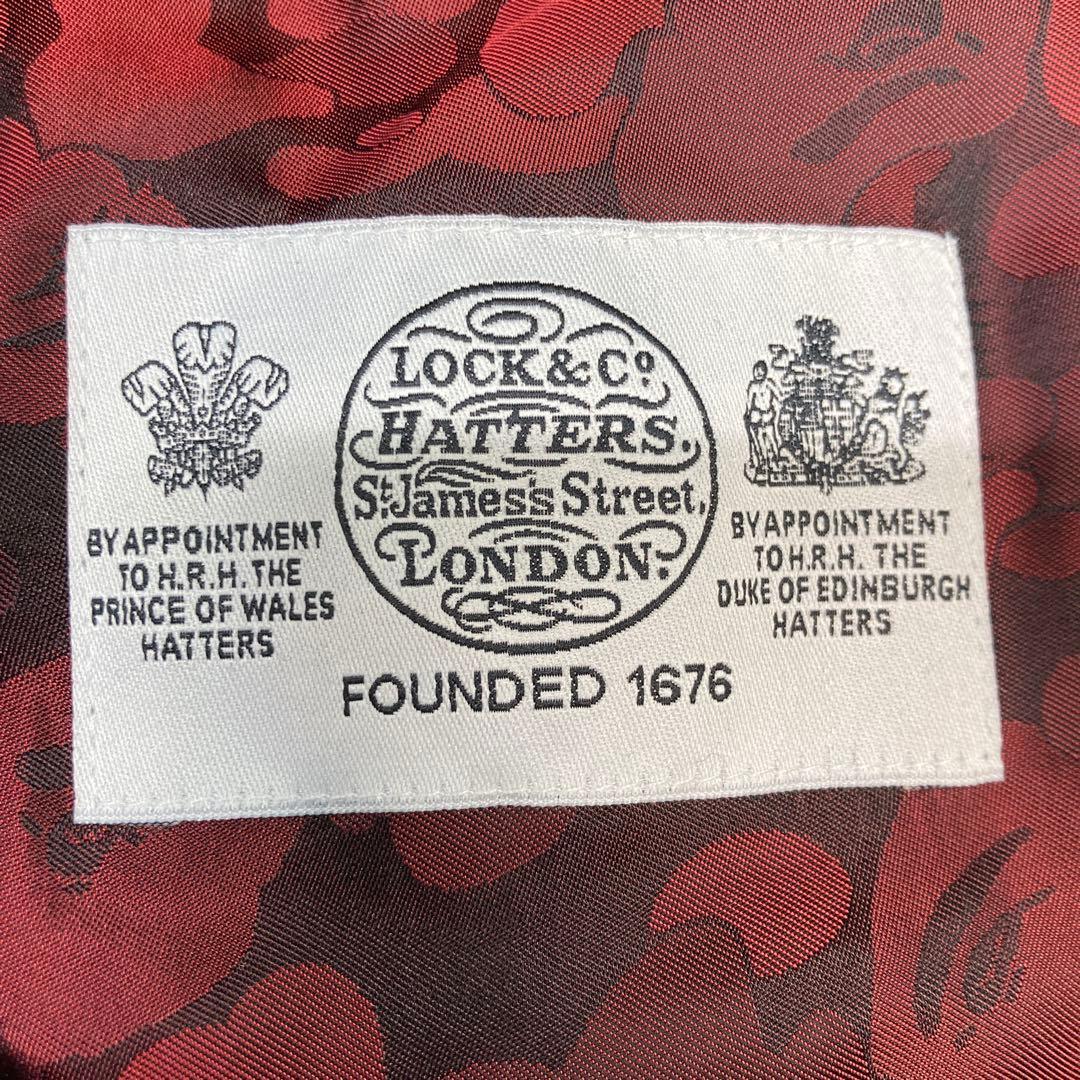 LOCK & Cº
HATTERS.
St. James's Street,
LONDON.
BY APPOINTMENT
TO H.R.H. THE
PRINCE OF WALES
HATTERS
BY APPOINTMENT
TO H.R.H. THE
DUKE OF EDINBURGH
HATTERS
FOUNDED 1676